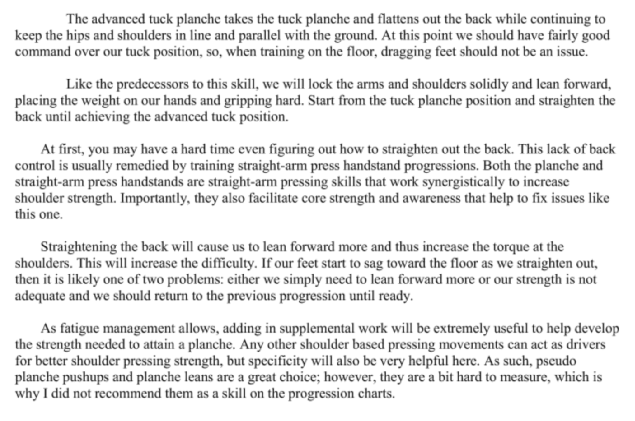 The advanced tuck planche takes the tuck planche and flattens out the back while continuing to
keep the hips and shoulders in line and parallel with the ground. At this point we should have fairly good
command over our tuck position, so, when training on the floor, dragging feet should not be an issue.
Like the predecessors to this skill, we will lock the arms and shoulders solidly and lean forward,
placing the weight on our hands and gripping hard. Start from the tuck planche position and straighten the
back until achieving the advanced tuck position.
At first, you may have a hard time even figuring out how to straighten out the back. This lack of back
control is usually remedied by training straight-arm press handstand progressions. Both the planche and
straight-arm press handstands are straight-arm pressing skills that work synergistically to increase
shoulder strength. Importantly, they also facilitate core strength and awareness that help to fix issues like
this one.
Straightening the back will cause us to lean forward more and thus increase the torque at the
shoulders. This will increase the difficulty. If our feet start to sag toward the floor as we straighten out,
then it is likely one of two problems: either we simply need to lean forward more or our strength is not
adequate and we should return to the previous progression until ready.
As fatigue management allows, adding in supplemental work will be extremely useful to help develop
the strength needed to attain a planche. Any other shoulder based pressing movements can act as drivers
for better shoulder pressing strength, but specificity will also be very helpful here. As such, pseudo
planche pushups and planche leans are a great choice; however, they are a bit hard to measure, which is
why I did not recommend them as a skill on the progression charts.